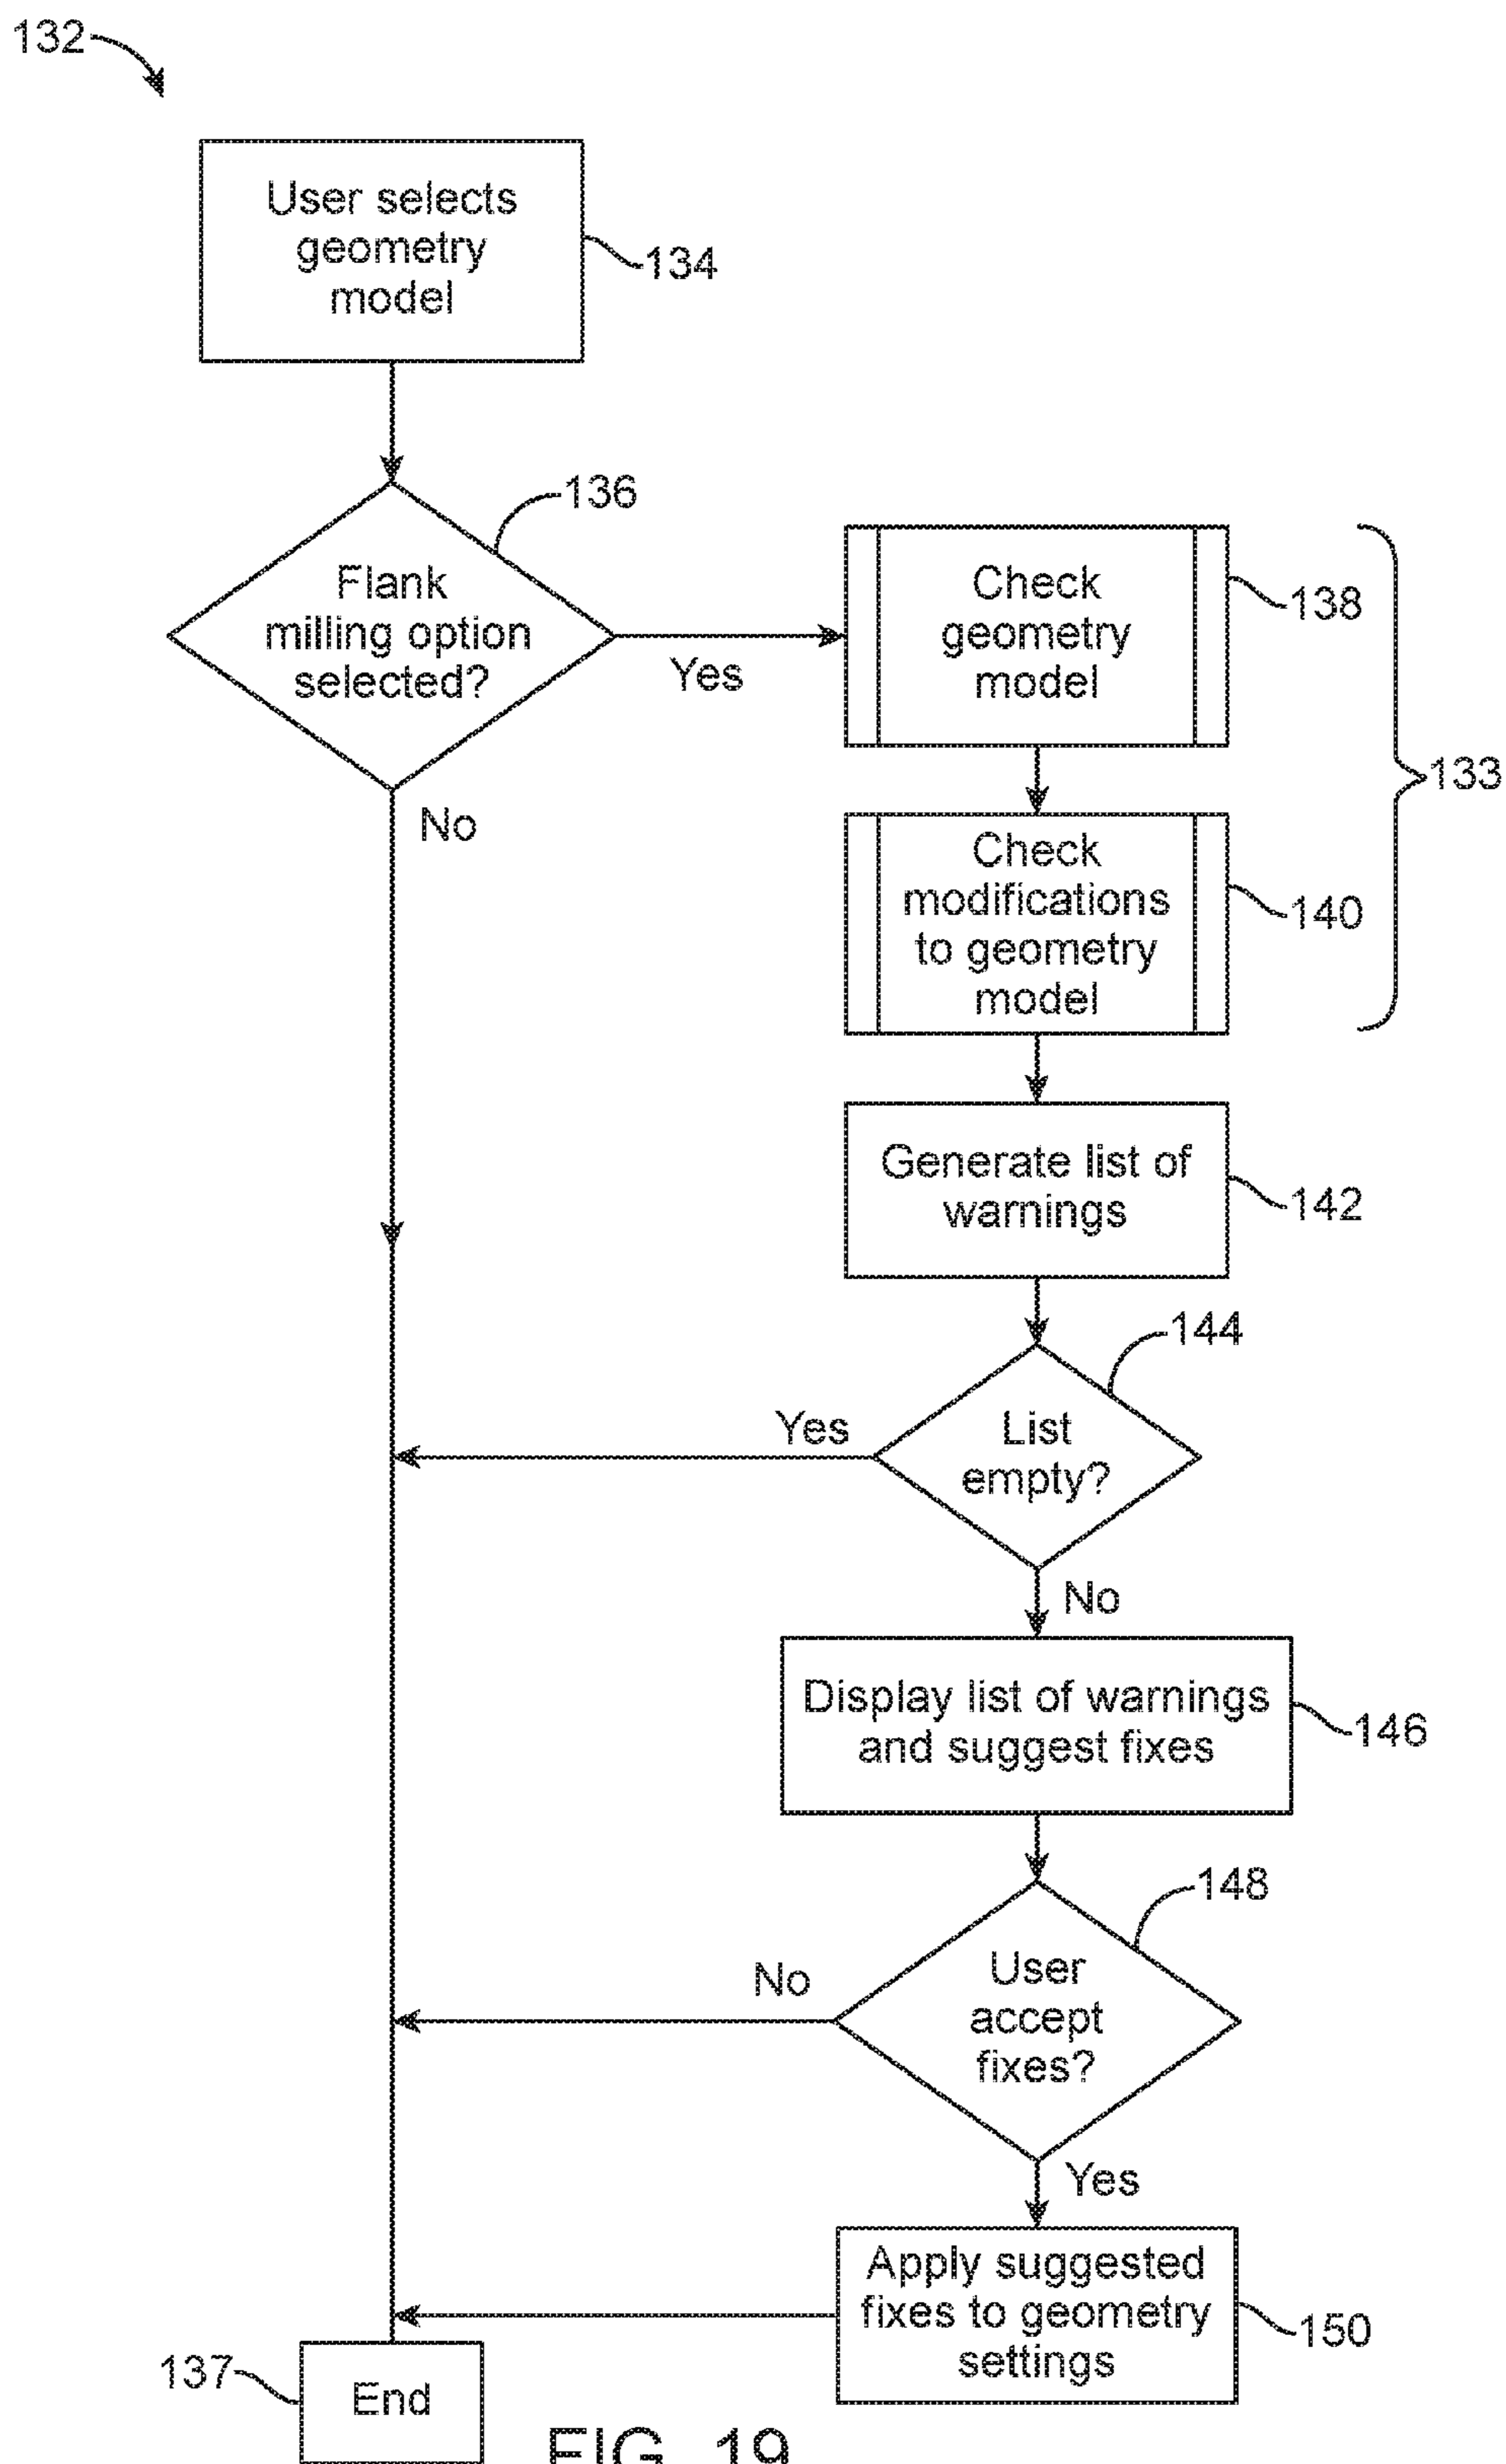 132
User selects
geometry
model
134
136
Flank
milling option
selected?
Yes
No
Check
geometry
model
138
133
Check
modifications
to geometry
model
140
Generate list of
warnings
142
144
List
empty?
Yes
No
Display list of warnings
and suggest fixes
146
148
User
accept
fixes?
No
Yes
Apply suggested
fixes to geometry
settings
150
137
End
FIG. 19